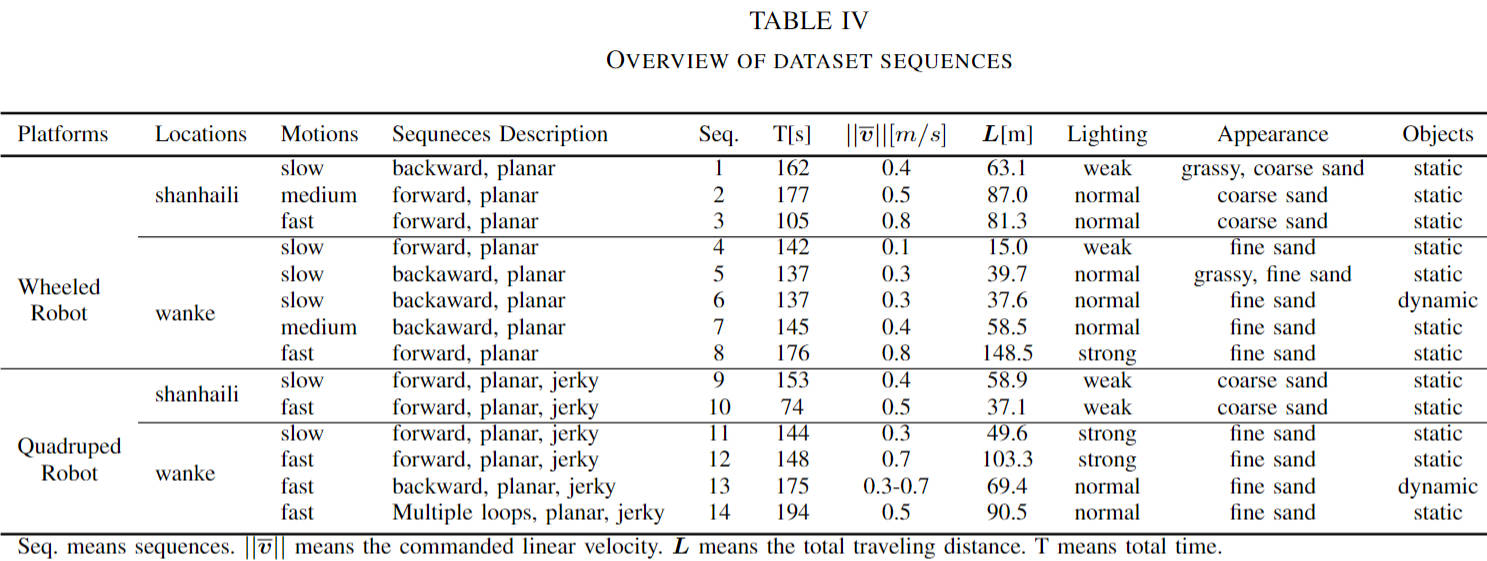 TABLE IV
OVERVIEW OF DATASET SEQUENCES
Platforms Locations Motions Sequneces Description Seq. T[s] ||v̅||[m/s] L[m] Lighting Appearance Objects
slow backward, planar 1 162 0.4 63.1 weak grassy, coarse sand static
shanhaili medium forward, planar 2 177 0.5 87.0 normal coarse sand static
fast forward, planar 3 105 0.8 81.3 normal coarse sand static
slow forward, planar 4 142 0.1 15.0 weak fine sand static
slow backaward, planar 5 137 0.3 39.7 normal grassy, fine sand static
Wheeled Robot wanke slow backaward, planar 6 137 0.3 37.6 normal fine sand dynamic
medium backaward, planar 7 145 0.4 58.5 normal fine sand static
fast forward, planar 8 176 0.8 148.5 strong fine sand static
shanhaili slow forward, planar, jerky 9 153 0.4 58.9 weak coarse sand static
fast forward, planar, jerky 10 74 0.5 37.1 weak coarse sand static
slow forward, planar, jerky 11 144 0.3 49.6 strong fine sand static
Quadruped Robot wanke fast forward, planar, jerky 12 148 0.7 103.3 strong fine sand static
fast backward, planar, jerky 13 175 0.3-0.7 69.4 normal fine sand dynamic
fast Multiple loops, planar, jerky 14 194 0.5 90.5 normal fine sand static
Seq. means sequences. ||v̅|| means the commanded linear velocity. L means the total traveling distance. T means total time.